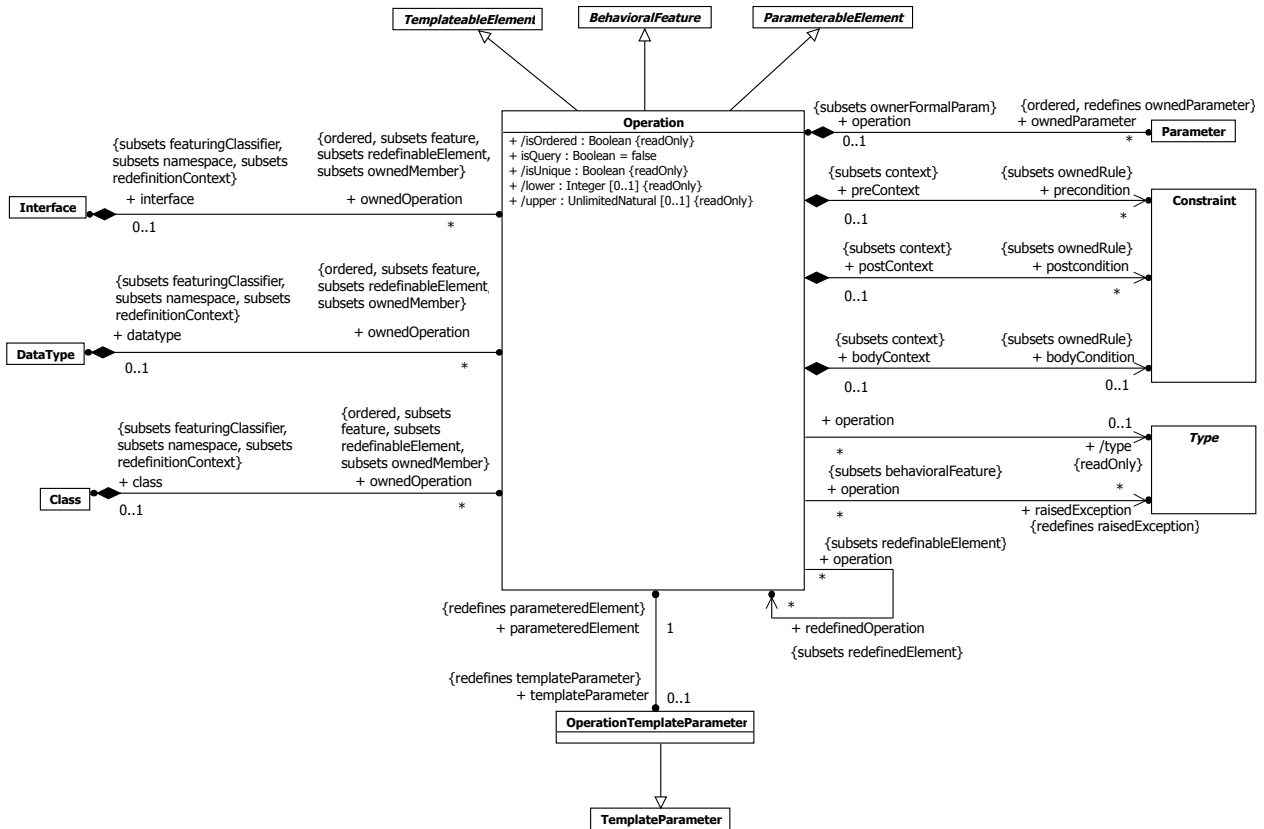 TemplateableElement
BehavioralFeature
ParameterableElement
Operation
+ /isOrdered : Boolean {readOnly}
+ isQuery : Boolean = false
+ /isUnique : Boolean {readOnly}
+ /lower : Integer [0..1] {readOnly}
+ /upper : UnlimitedNatural [0..1] {readOnly}
{subsets featuringClassifier,
subsets namespace, subsets
redefinitionContext}
+ interface
{ordered, subsets feature,
subsets redefinableElement,
subsets ownedMember}
+ ownedOperation
Interface
0..1
*
{subsets featuringClassifier,
subsets namespace, subsets
redefinitionContext}
+ datatype
{ordered, subsets feature,
subsets redefinableElement,
subsets ownedMember}
+ ownedOperation
DataType
0..1
*
{subsets featuringClassifier,
subsets namespace, subsets
redefinitionContext}
+ class
{ordered, subsets
feature, subsets
redefinableElement,
subsets ownedMember}
+ ownedOperation
Class
0..1
*
{subsets ownerFormalParam}
+ operation
0..1
{ordered, redefines ownedParameter}
+ ownedParameter
*
Parameter
{subsets context}
+ preContext
0..1
{subsets ownedRule}
+ precondition
*
Constraint
{subsets context}
+ postContext
0..1
{subsets ownedRule}
+ postcondition
*
{subsets context}
+ bodyContext
0..1
{subsets ownedRule}
+ bodyCondition
0..1
+ operation
*
0..1
+ /type
{readOnly}
Type
{subsets behavioralFeature}
+ operation
*
*
+ raisedException
{redefines raisedException}
{subsets redefinableElement}
+ operation
*
*
+ redefinedOperation
{subsets redefinedElement}
{redefines parameteredElement}
+ parameteredElement
1
{redefines templateParameter}
+ templateParameter
0..1
OperationTemplateParameter
TemplateParameter